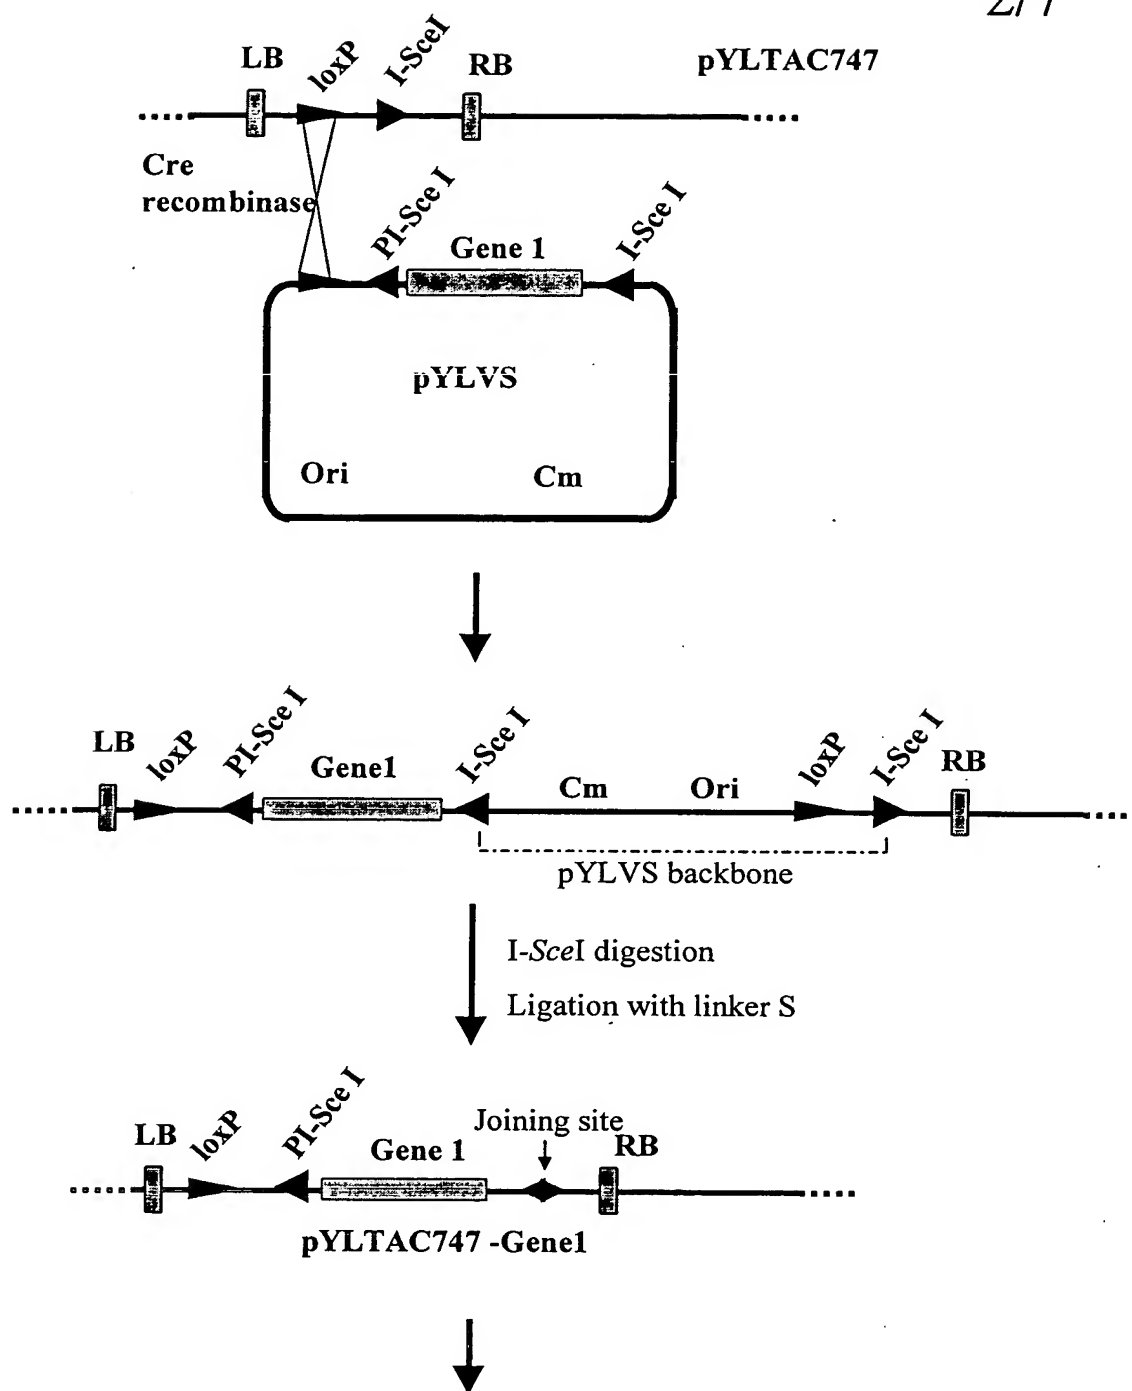 2/7
LB loxP I-SceI RB pYLTAC747
Cre
recombinase
PI-Sce I Gene 1 I-Sce I
pYLVS
Ori Cm
LB loxP PI-Sce I Gene1 I-Sce I Cm Ori loxP I-Sce I RB
pYLVS backbone
I-SceI digestion
Ligation with linker S
LB loxP PI-Sce I Gene 1 Joining site RB
pYLTAC747 -Gene1